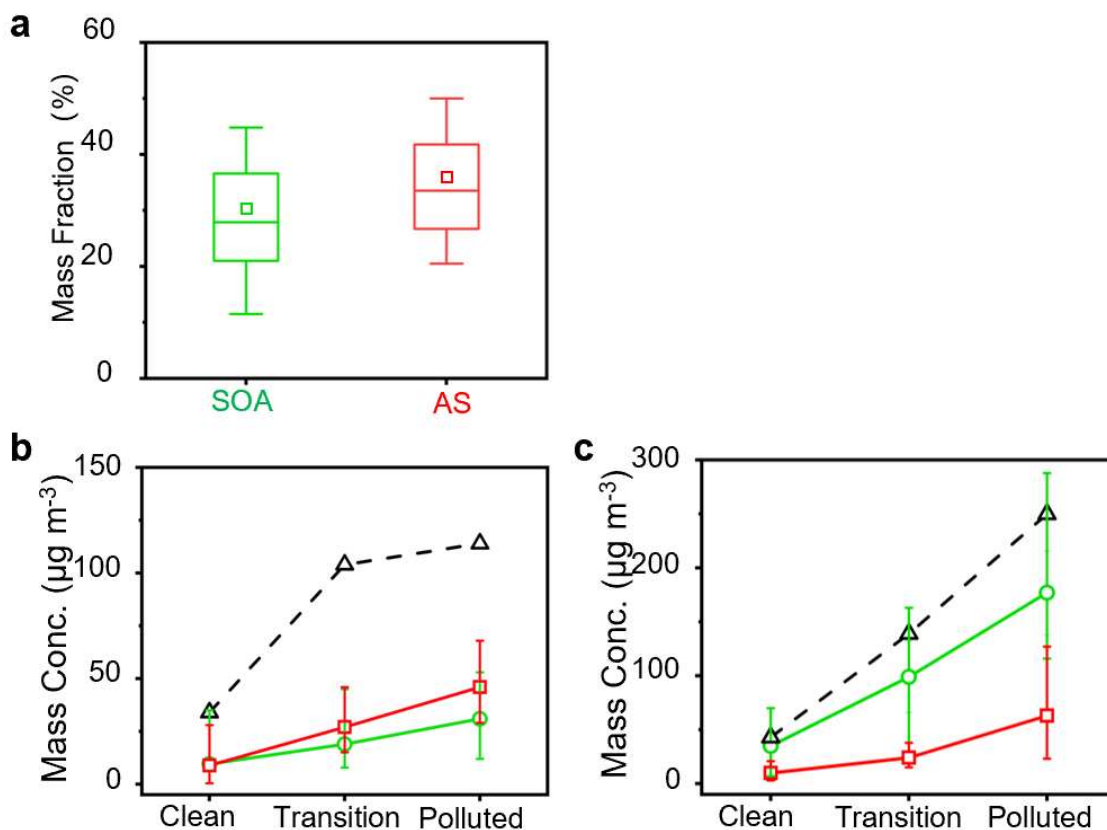 a
Mass Fraction (%)
60
40
20
0
SOA AS
b
Mass Conc. (µg m-3)
150
100
50
0
Clean Transition Polluted
c
Mass Conc. (µg m-3)
300
200
100
0
Clean Transition Polluted